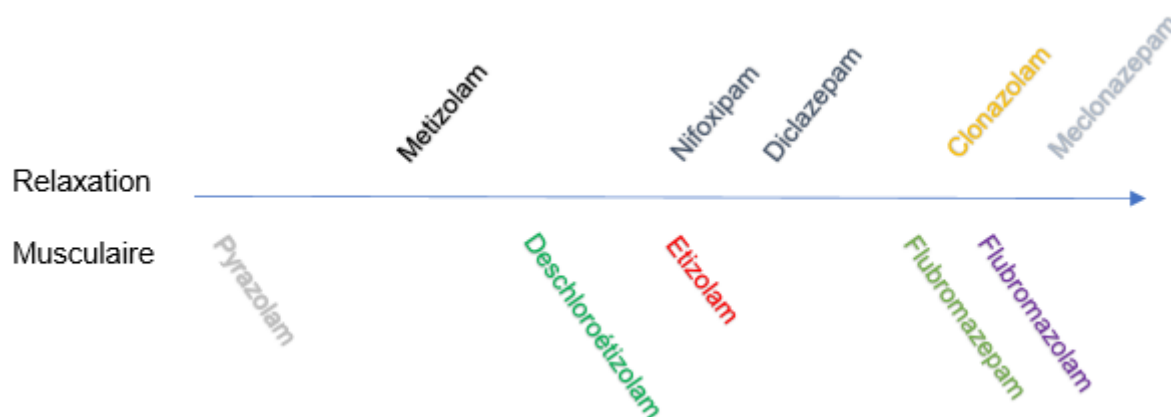 Metizolam
Nifoxipam
Diclazepam
Clonazolam
Meclonazepam
Relaxation
Musculaire
Pyrazolam
Deschloroétizolam
Etizolam
Flubromazepam
Flubromazolam